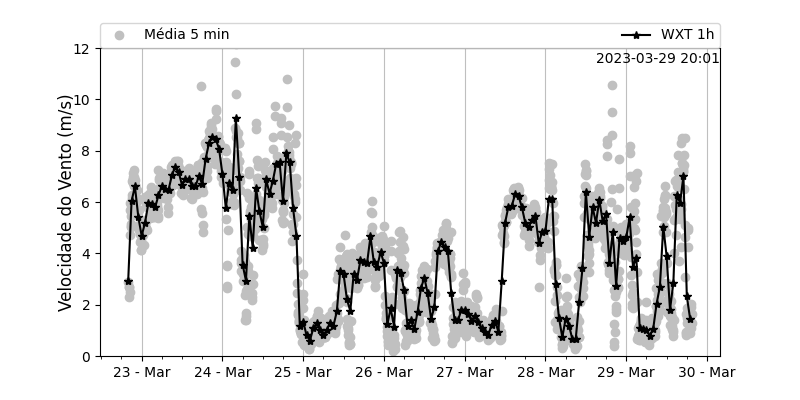 Média 5 min WXT 1h
2023-03-29 20:01
Velocidade do Vento (m/s)
12
10
8
6
4
2
0
23 - Mar 24 - Mar 25 - Mar 26 - Mar 27 - Mar 28 - Mar 29 - Mar 30 - Mar